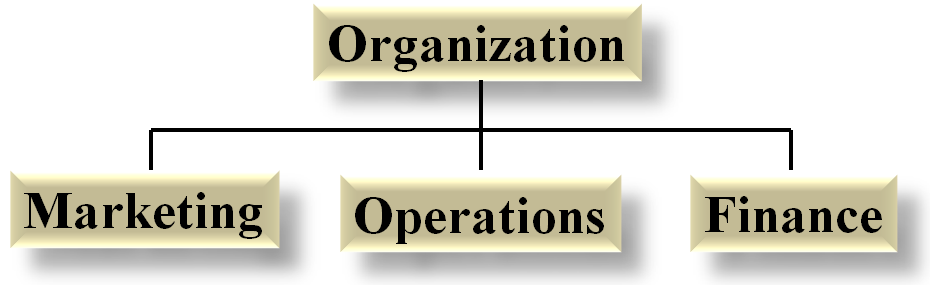 Organization
Marketing
Operations
Finance